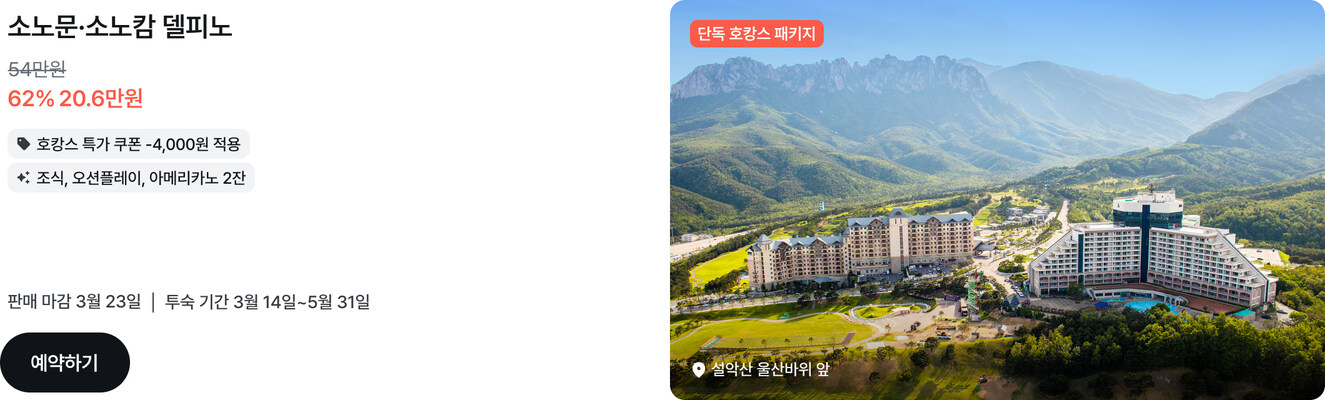 소노문·소노캄 델피노
54만원
62% 20.6만원
호캉스 특가 쿠폰 -4,000원 적용
조식, 오션플레이, 아메리카노 2잔
판매 마감 3월 23일 | 투숙 기간 3월 14일~5월 31일
예약하기
단독 호캉스 패키지
설악산 울산바위 앞